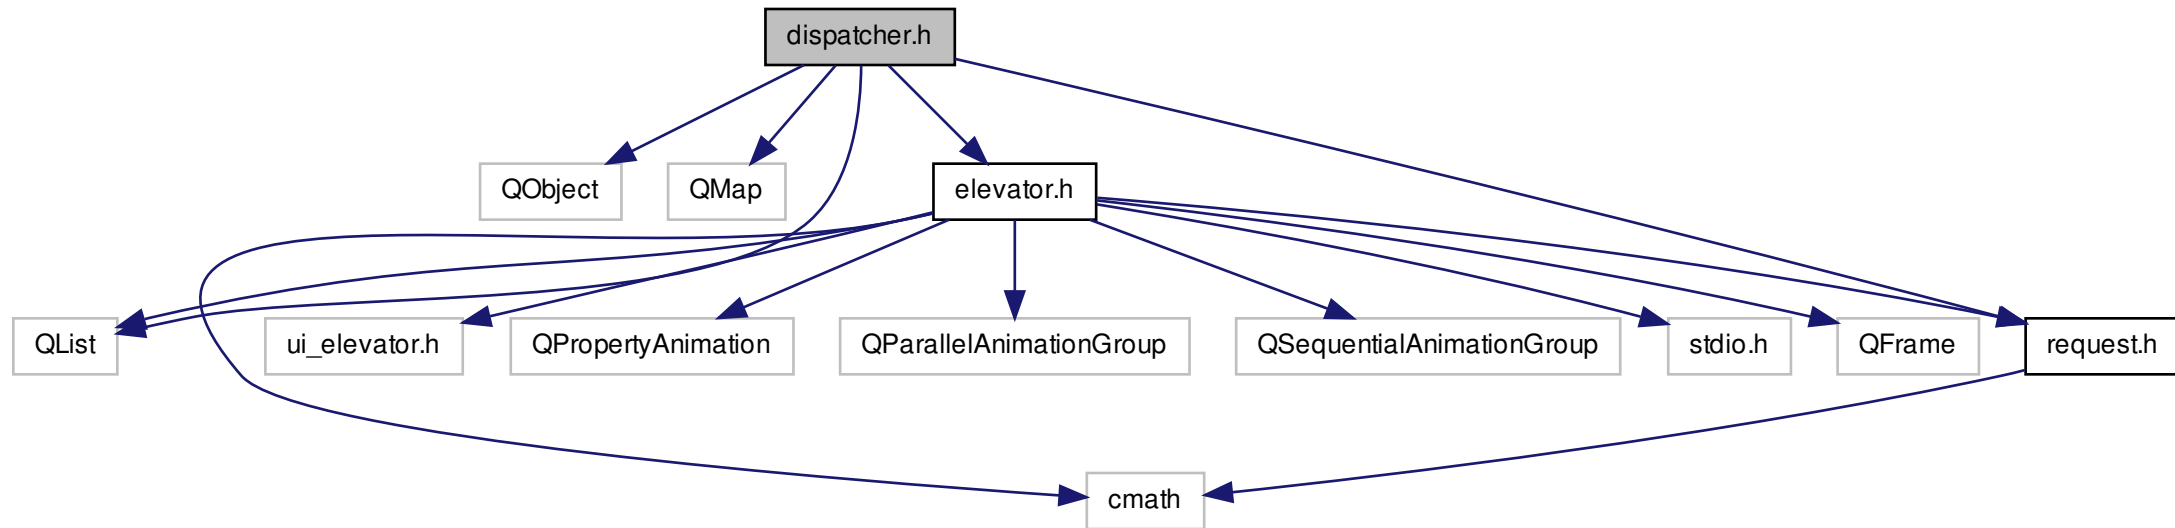 dispatcher.h
QObject
QMap
elevator.h
QList
ui_elevator.h
QPropertyAnimation
QParallelAnimationGroup
QSequentialAnimationGroup
stdio.h
QFrame
request.h
cmath